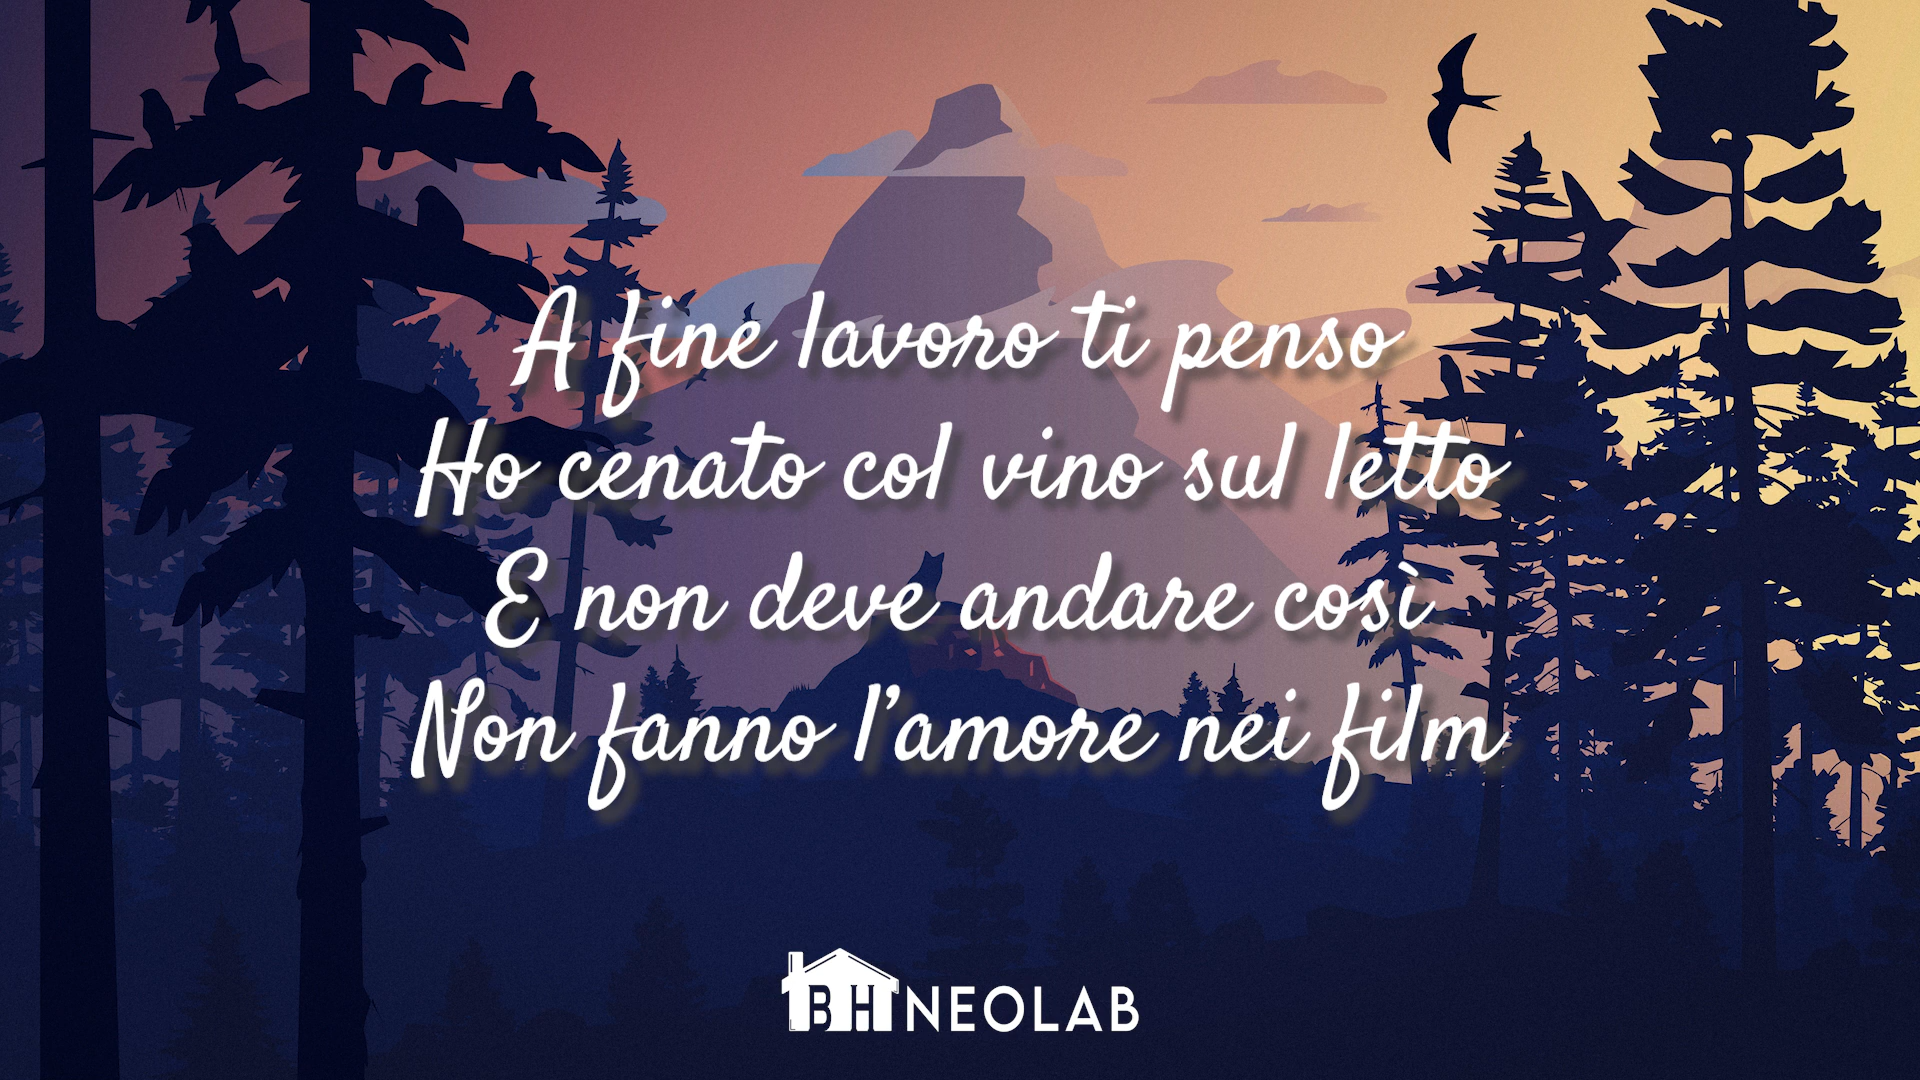 A fine lavoro ti penso
Ho cenato col vino sul letto
E non deve andare così
Non fanno l'amore nei film
BH NEOLAB